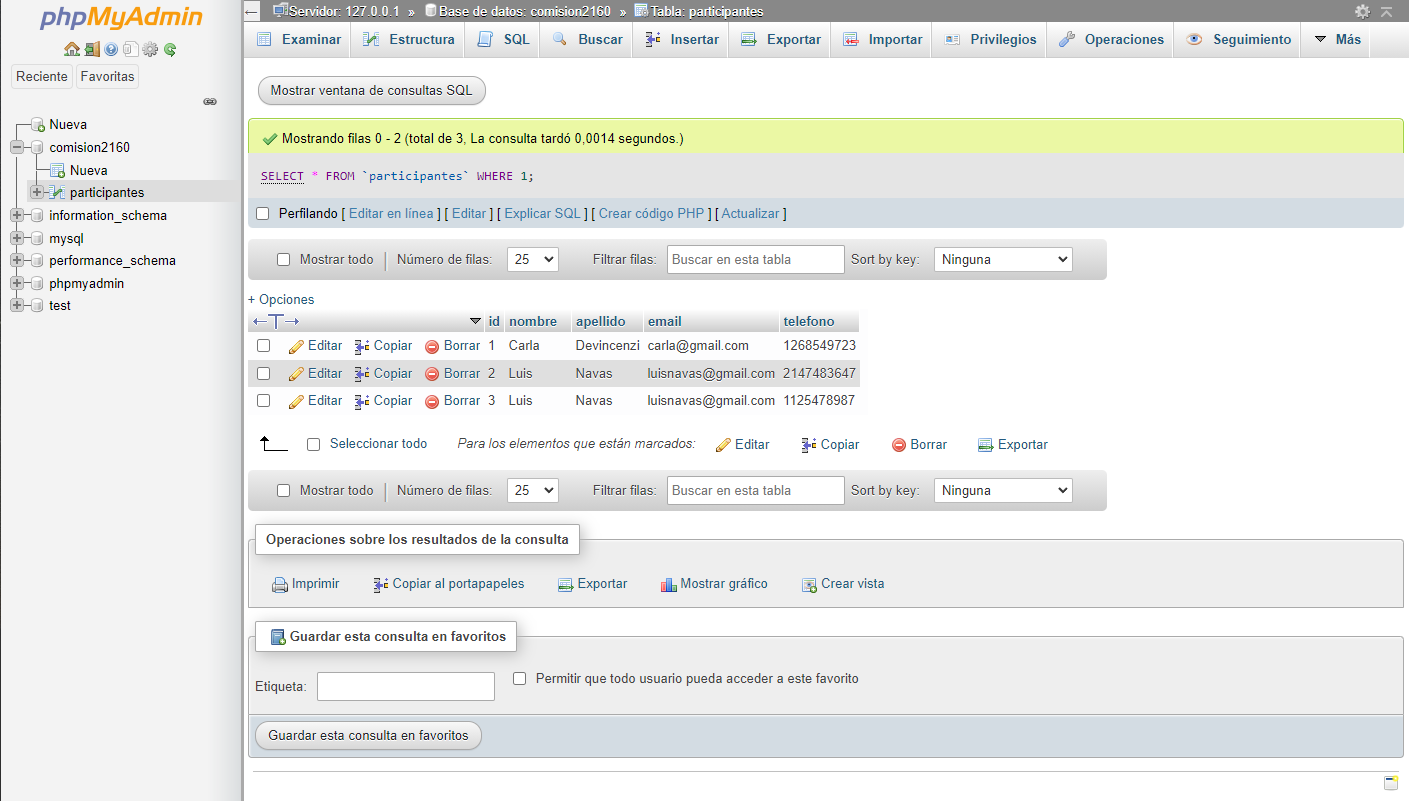 phpMyAdmin
Reciente Favoritas
Nueva
comision2160
Nueva
participantes
information_schema
mysql
performance_schema
phpmyadmin
test
Servidor: 127.0.0.1 » Base de datos: comision2160 » Tabla: participantes
Examinar Estructura SQL Buscar Insertar Exportar Importar Privilegios Operaciones Seguimiento Más
Mostrar ventana de consultas SQL
Mostrando filas 0 - 2 (total de 3, La consulta tardó 0,0014 segundos.)
SELECT * FROM `participantes` WHERE 1;
Perfilando [ Editar en línea ] [ Editar ] [ Explicar SQL ] [ Crear código PHP ] [ Actualizar ]
Mostrar todo | Número de filas: 25 Filtrar filas: Buscar en esta tabla Sort by key: Ninguna
+ Opciones
←T→ id nombre apellido email telefono
Editar Copiar Borrar 1 Carla Devincenzi carla@gmail.com 1268549723
Editar Copiar Borrar 2 Luis Navas luisnavas@gmail.com 2147483647
Editar Copiar Borrar 3 Luis Navas luisnavas@gmail.com 1125478987
Seleccionar todo Para los elementos que están marcados: Editar Copiar Borrar Exportar
Mostrar todo | Número de filas: 25 Filtrar filas: Buscar en esta tabla Sort by key: Ninguna
Operaciones sobre los resultados de la consulta
Imprimir Copiar al portapapeles Exportar Mostrar gráfico Crear vista
Guardar esta consulta en favoritos
Etiqueta: Permitir que todo usuario pueda acceder a este favorito
Guardar esta consulta en favoritos